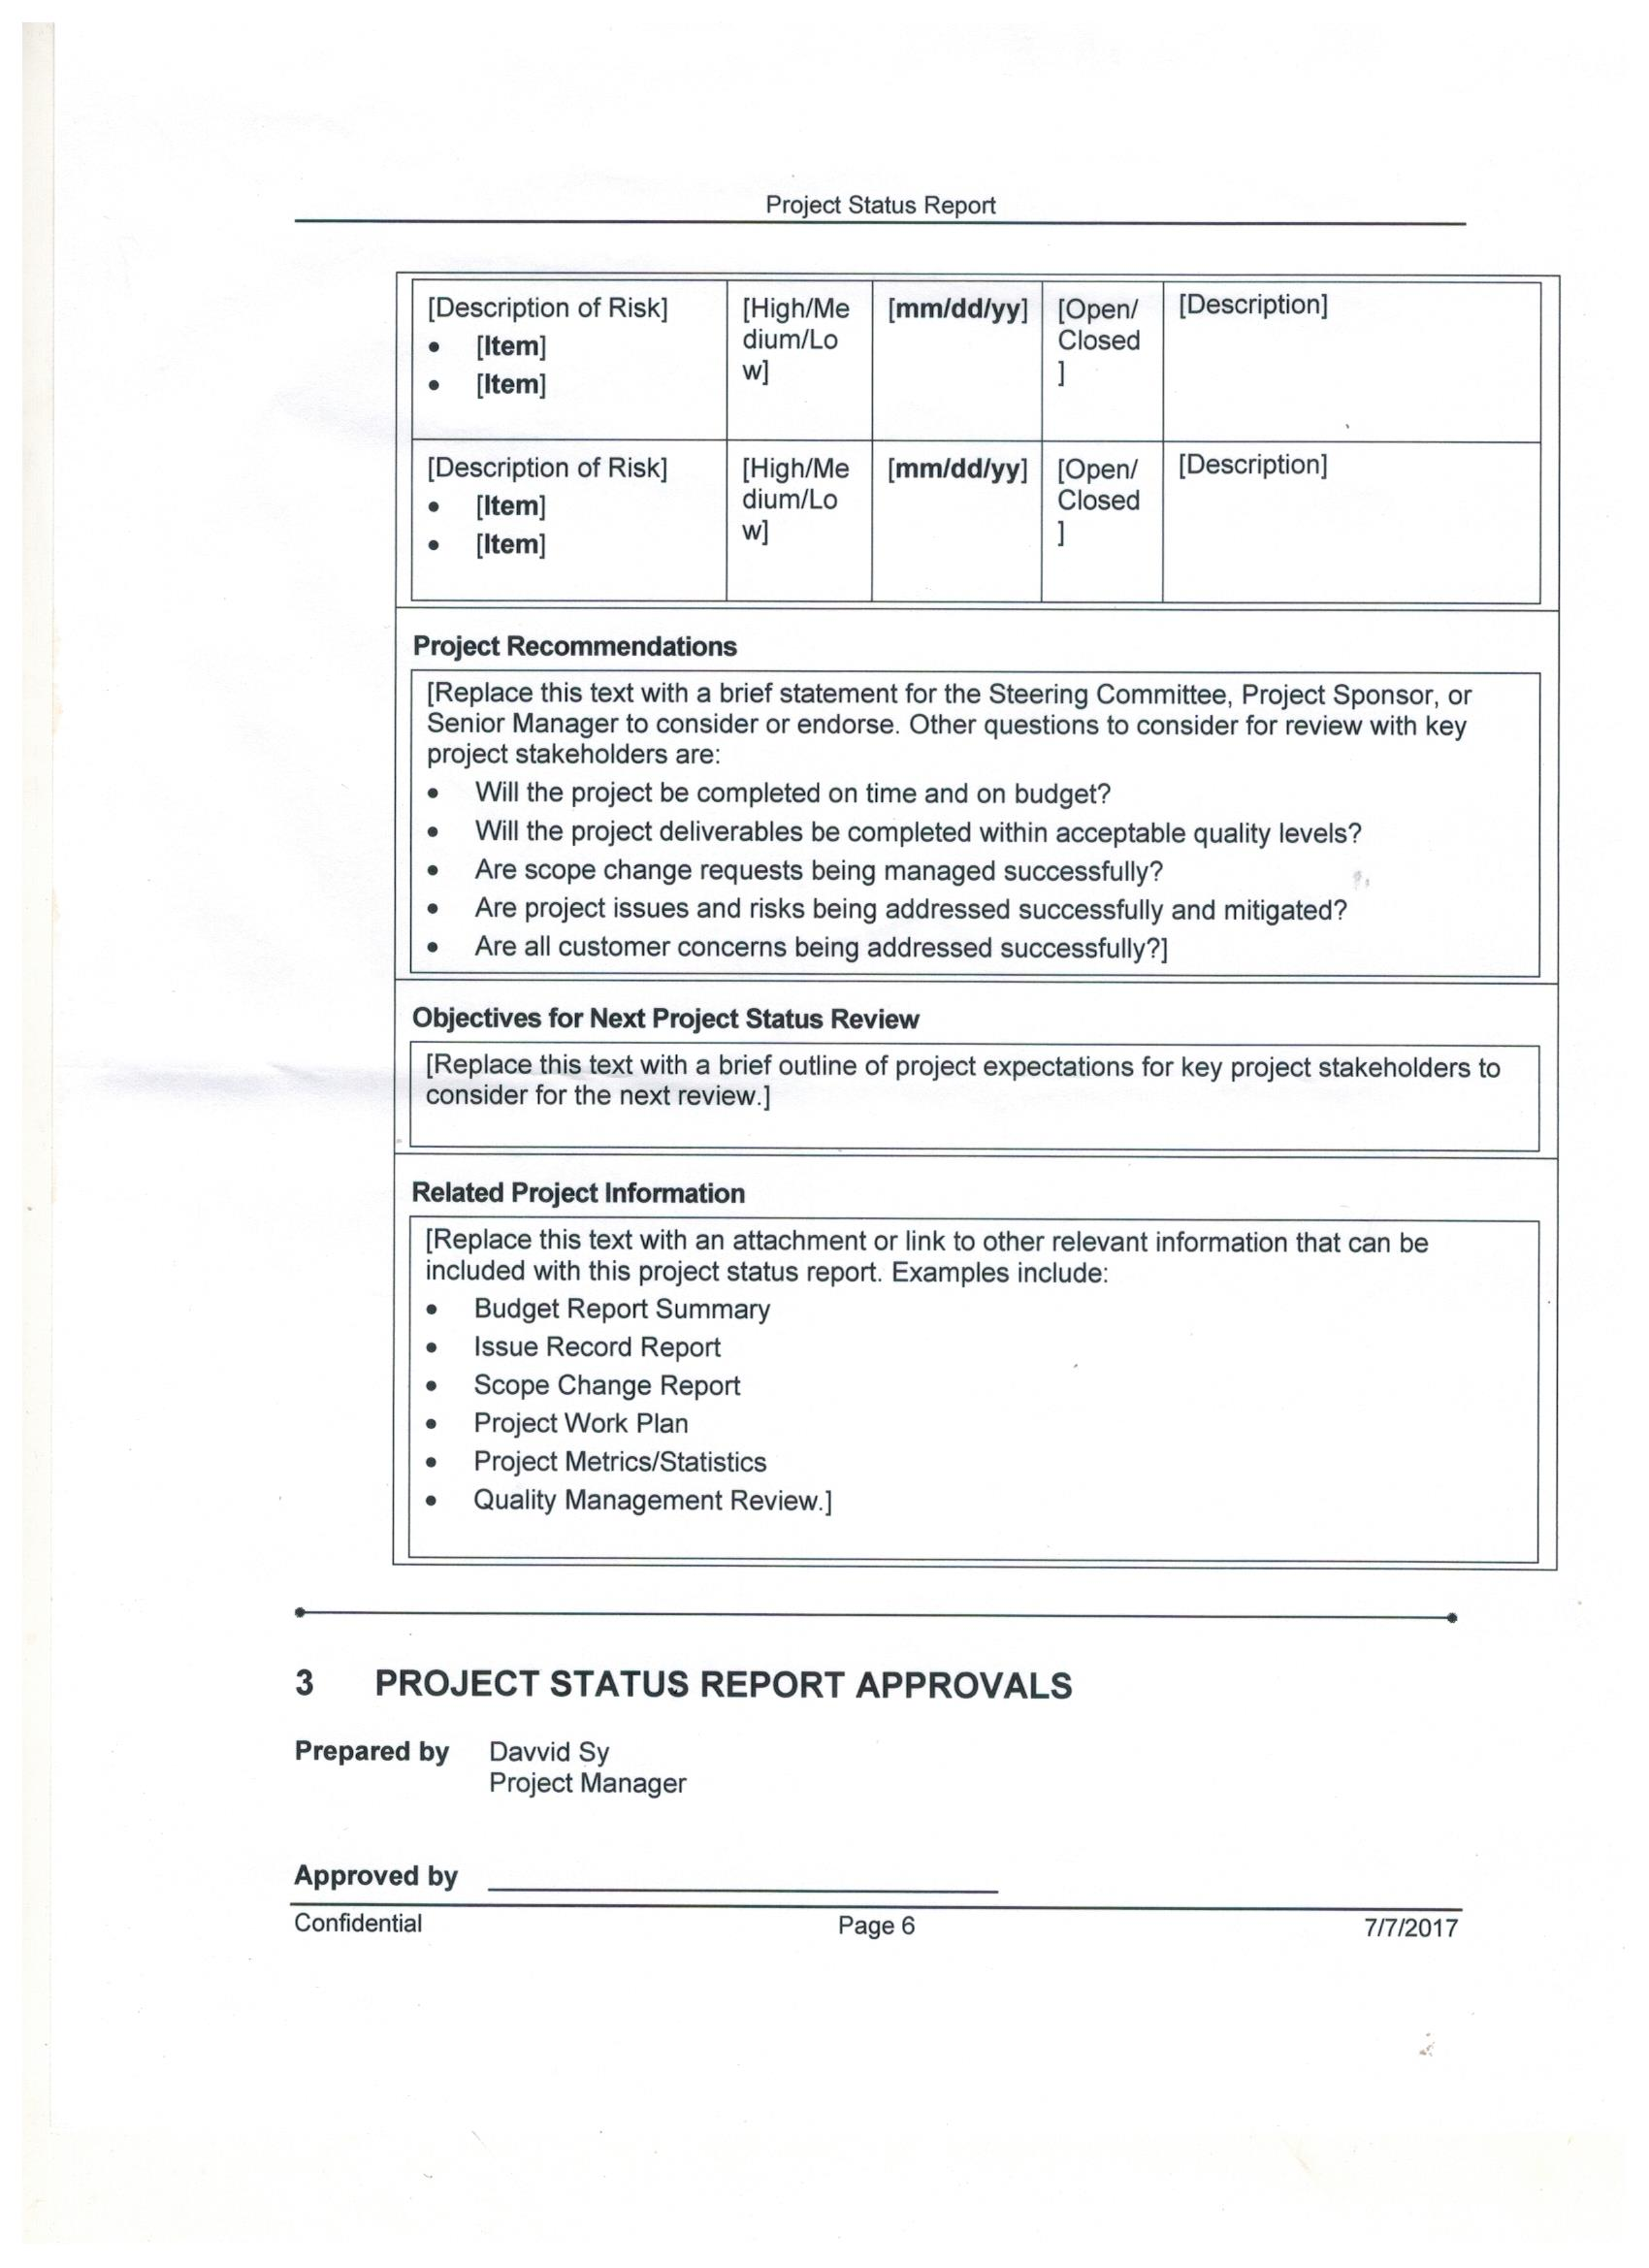 Project Status Report
[Description of Risk] [High/Me [mm/dd/yy] [Open/ [Description]
• [Item] dium/Lo Closed
• [Item] w] ]
[Description of Risk] [High/Me [mm/dd/yy] [Open/ [Description]
• [Item] dium/Lo Closed
• [Item] w] ]
Project Recommendations
[Replace this text with a brief statement for the Steering Committee, Project Sponsor, or
Senior Manager to consider or endorse. Other questions to consider for review with key
project stakeholders are:
• Will the project be completed on time and on budget?
• Will the project deliverables be completed within acceptable quality levels?
• Are scope change requests being managed successfully?
• Are project issues and risks being addressed successfully and mitigated?
• Are all customer concerns being addressed successfully?]
Objectives for Next Project Status Review
[Replace this text with a brief outline of project expectations for key project stakeholders to
consider for the next review.]
Related Project Information
[Replace this text with an attachment or link to other relevant information that can be
included with this project status report. Examples include:
• Budget Report Summary
• Issue Record Report
• Scope Change Report
• Project Work Plan
• Project Metrics/Statistics
• Quality Management Review.]
3 PROJECT STATUS REPORT APPROVALS
Prepared by Davvid Sy
Project Manager
Approved by
Confidential Page 6 7/7/2017